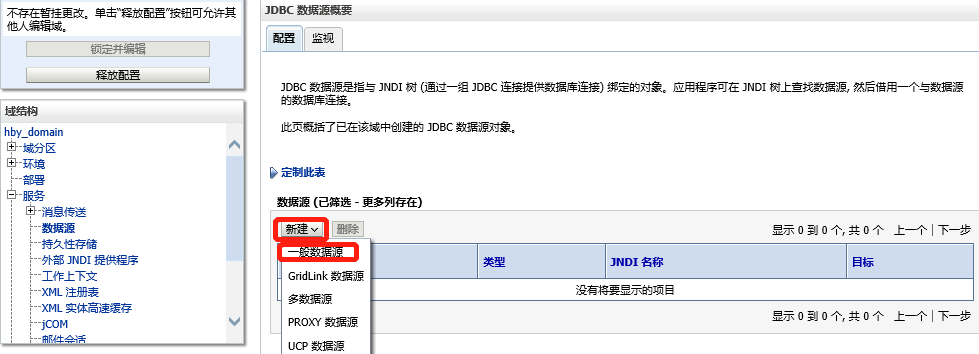 不存在暂挂更改。单击“释放配置”按钮可允许其
他人编辑域。
锁定并编辑
释放配置
域结构
hby_domain
域分区
环境
部署
服务
消息传送
数据源
持久性存储
外部 JNDI 提供程序
工作上下文
XML 注册表
XML 实体高速缓存
jCOM
邮件会话
JDBC 数据源概要
配置
监视
JDBC 数据源是指与 JNDI 树 (通过一组 JDBC 连接提供数据库连接) 绑定的对象。应用程序可在 JNDI 树上查找数据源, 然后借用一个与数据源
的数据库连接。
此页概括了已在该域中创建的 JDBC 数据源对象。
定制此表
数据源 (已筛选 - 更多列存在)
新建 删除 显示 0 到 0 个, 共 0 个 上一个 | 下一步
一般数据源
GridLink 数据源
多数据源
PROXY 数据源
UCP 数据源
类型 JNDI 名称 目标
没有将要显示的项目
显示 0 到 0 个, 共 0 个 上一个 | 下一步